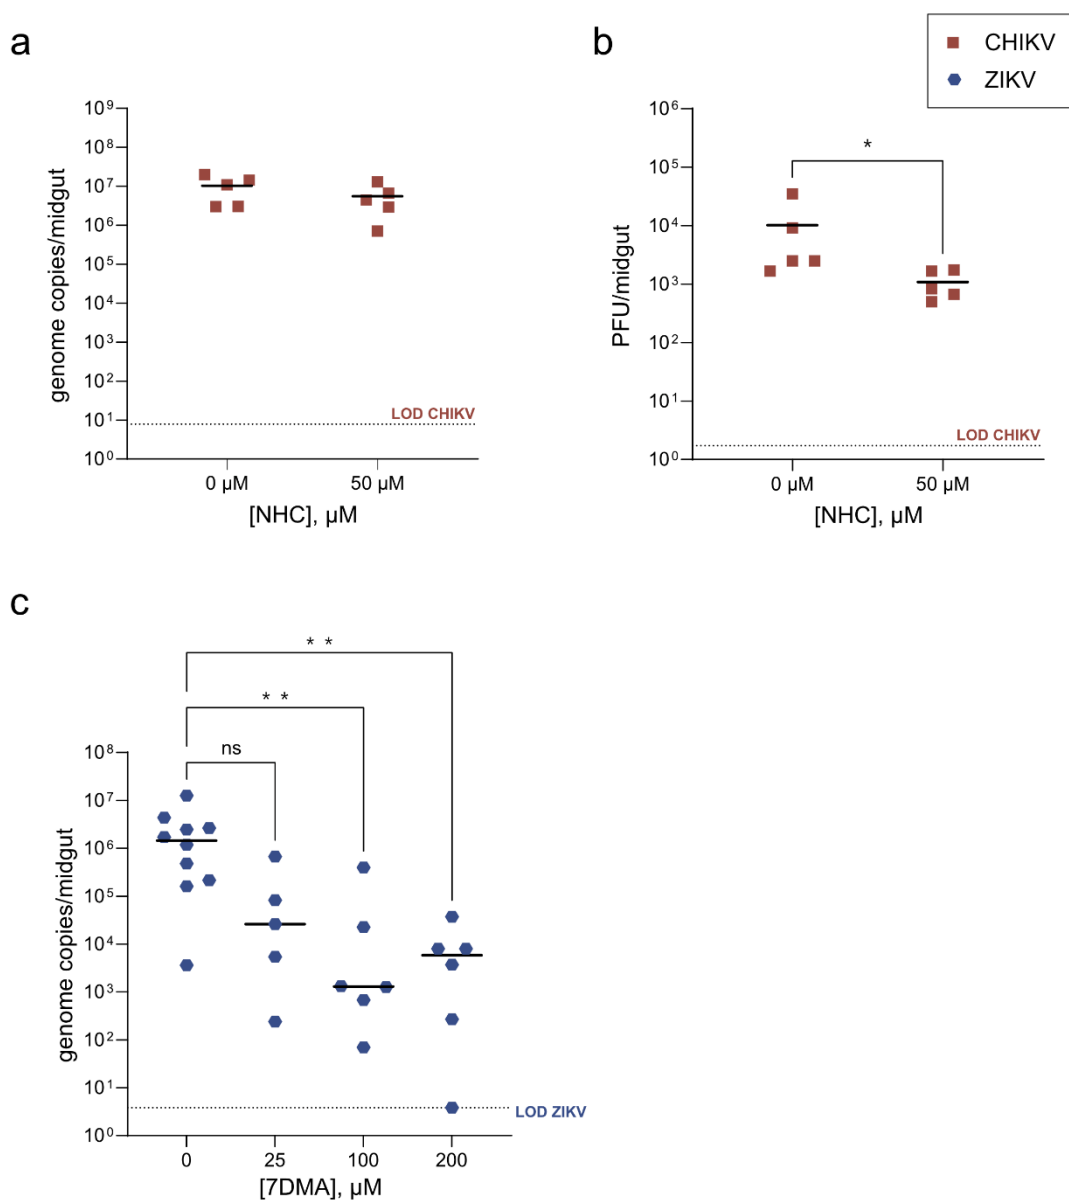 a
10⁹
10⁸
10⁷
10⁶
10⁵
10⁴
10³
10²
10¹
10⁰
genome copies/midgut
LOD CHIKV
0 µM
50 µM
[NHC], µM
b
CHIKV
ZIKV
10⁶
10⁵
10⁴
10³
10²
10¹
10⁰
PFU/midgut
*
LOD CHIKV
0 µM
50 µM
[NHC], µM
c
* *
* *
ns
10⁸
10⁷
10⁶
10⁵
10⁴
10³
10²
10¹
10⁰
genome copies/midgut
LOD ZIKV
0
25
100
200
[7DMA], µM